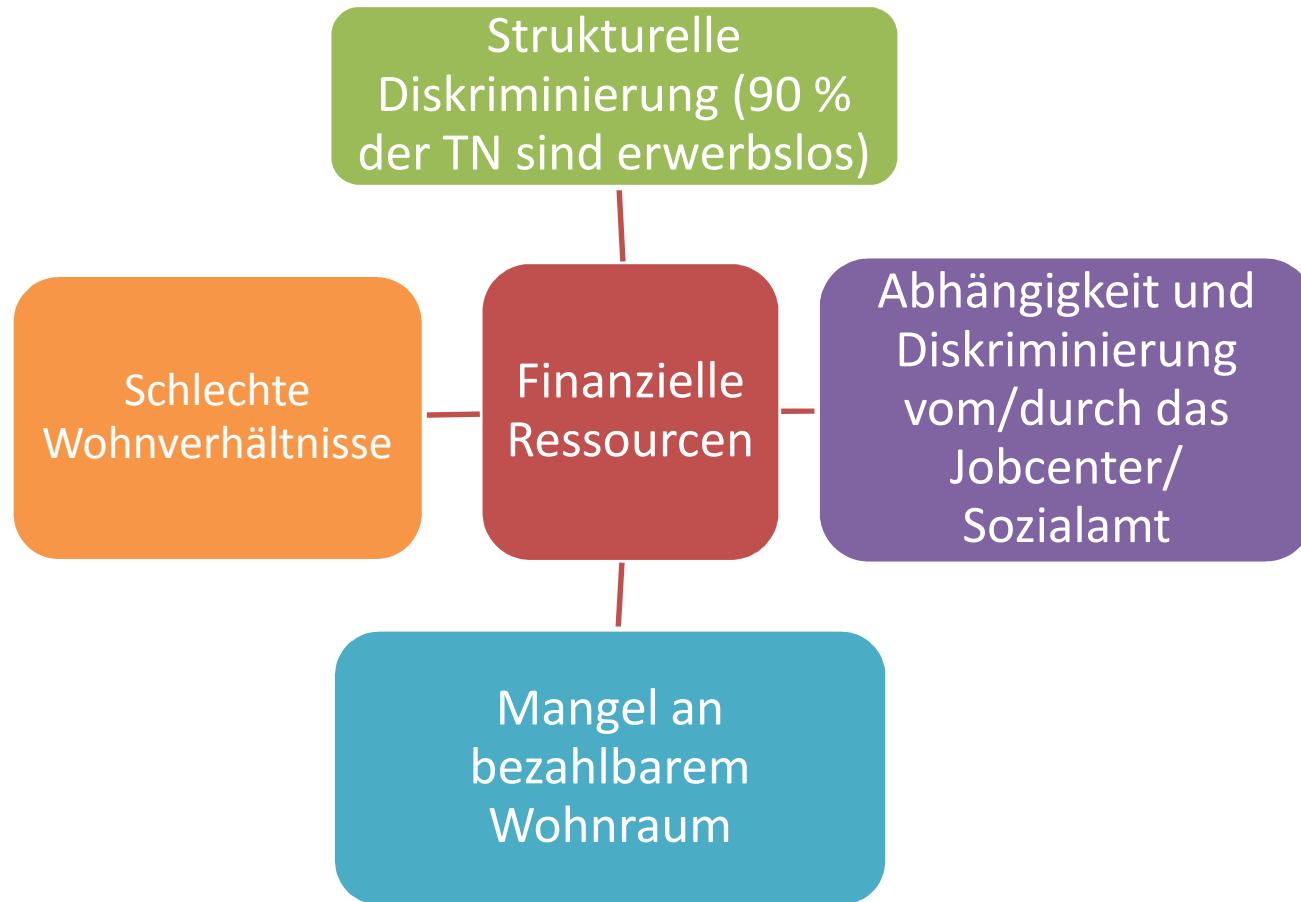 Strukturelle
Diskriminierung (90 %
der TN sind erwerbslos)
Schlechte
Wohnverhältnisse
Finanzielle
Ressourcen
Abhängigkeit und
Diskriminierung
vom/durch das
Jobcenter/
Sozialamt
Mangel an
bezahlbarem
Wohnraum